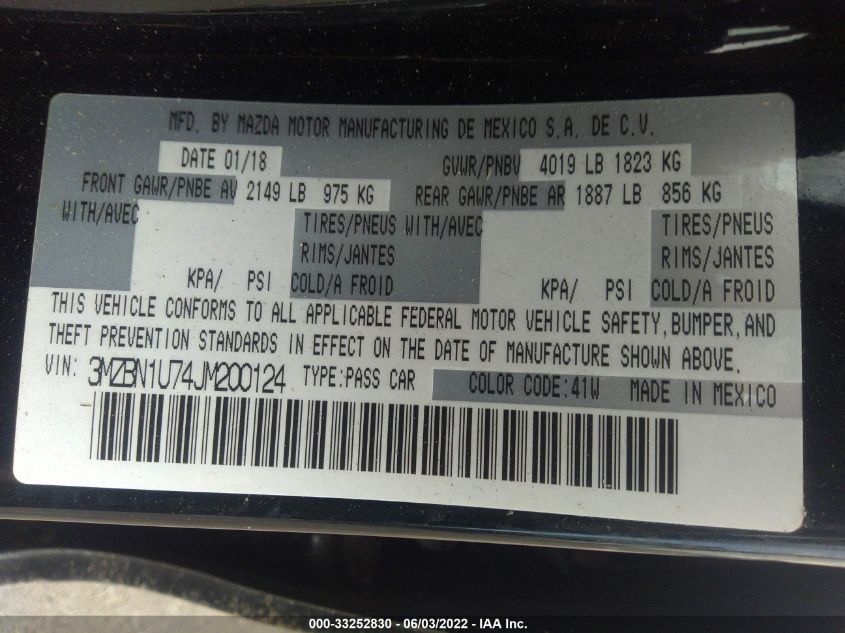 MFD. BY MAZDA MOTOR MANUFACTURING DE MEXICO S.A. DE C.V.
DATE 01/18 GVWR/PNBV 4019 LB 1823 KG
FRONT GAWR/PNBE AV 2149 LB 975 KG REAR GAWR/PNBE AR 1887 LB 856 KG
WITH/AVEC TIRES/PNEUS WITH/AVEC TIRES/PNEUS
RIMS/JANTES RIMS/JANTES
KPA/ PSI COLD/A FROID KPA/ PSI COLD/A FROID
THIS VEHICLE CONFORMS TO ALL APPLICABLE FEDERAL MOTOR VEHICLE SAFETY, BUMPER, AND
THEFT PREVENTION STANDARDS IN EFFECT ON THE DATE OF MANUFACTURE SHOWN ABOVE.
VIN: 3MZBN1U74JM200124 TYPE:PASS CAR COLOR CODE:41W MADE IN MEXICO
000-33252830 - 06/03/2022 - IAA Inc.